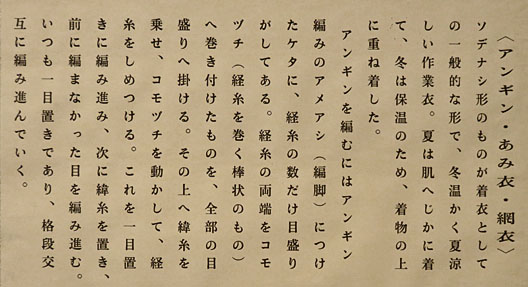 〈アンギン・あみ衣・網衣〉
ソデナシ形のものが着衣として
の一般的な形で、冬温かく夏涼
しい作業衣。夏は肌へじかに着
て、冬は保温のため、着物の上
に重ね着した。
アンギンを編むにはアンギン
編みのアメアシ（編脚）につけ
たケタに、経糸の数だけ目盛り
がしてある。経糸の両端をコモ
ヅチ（経糸を巻く棒状のもの）
へ巻き付けたものを、全部の目
盛りへ掛ける。その上へ緯糸を
乗せ、コモヅチを動かして、経
糸をしめつける。これを一目置
きに編み進み、次に緯糸を置き、
前に編まなかった目を編み進む。
いつも一目置きであり、格段交
互に編み進んでいく。